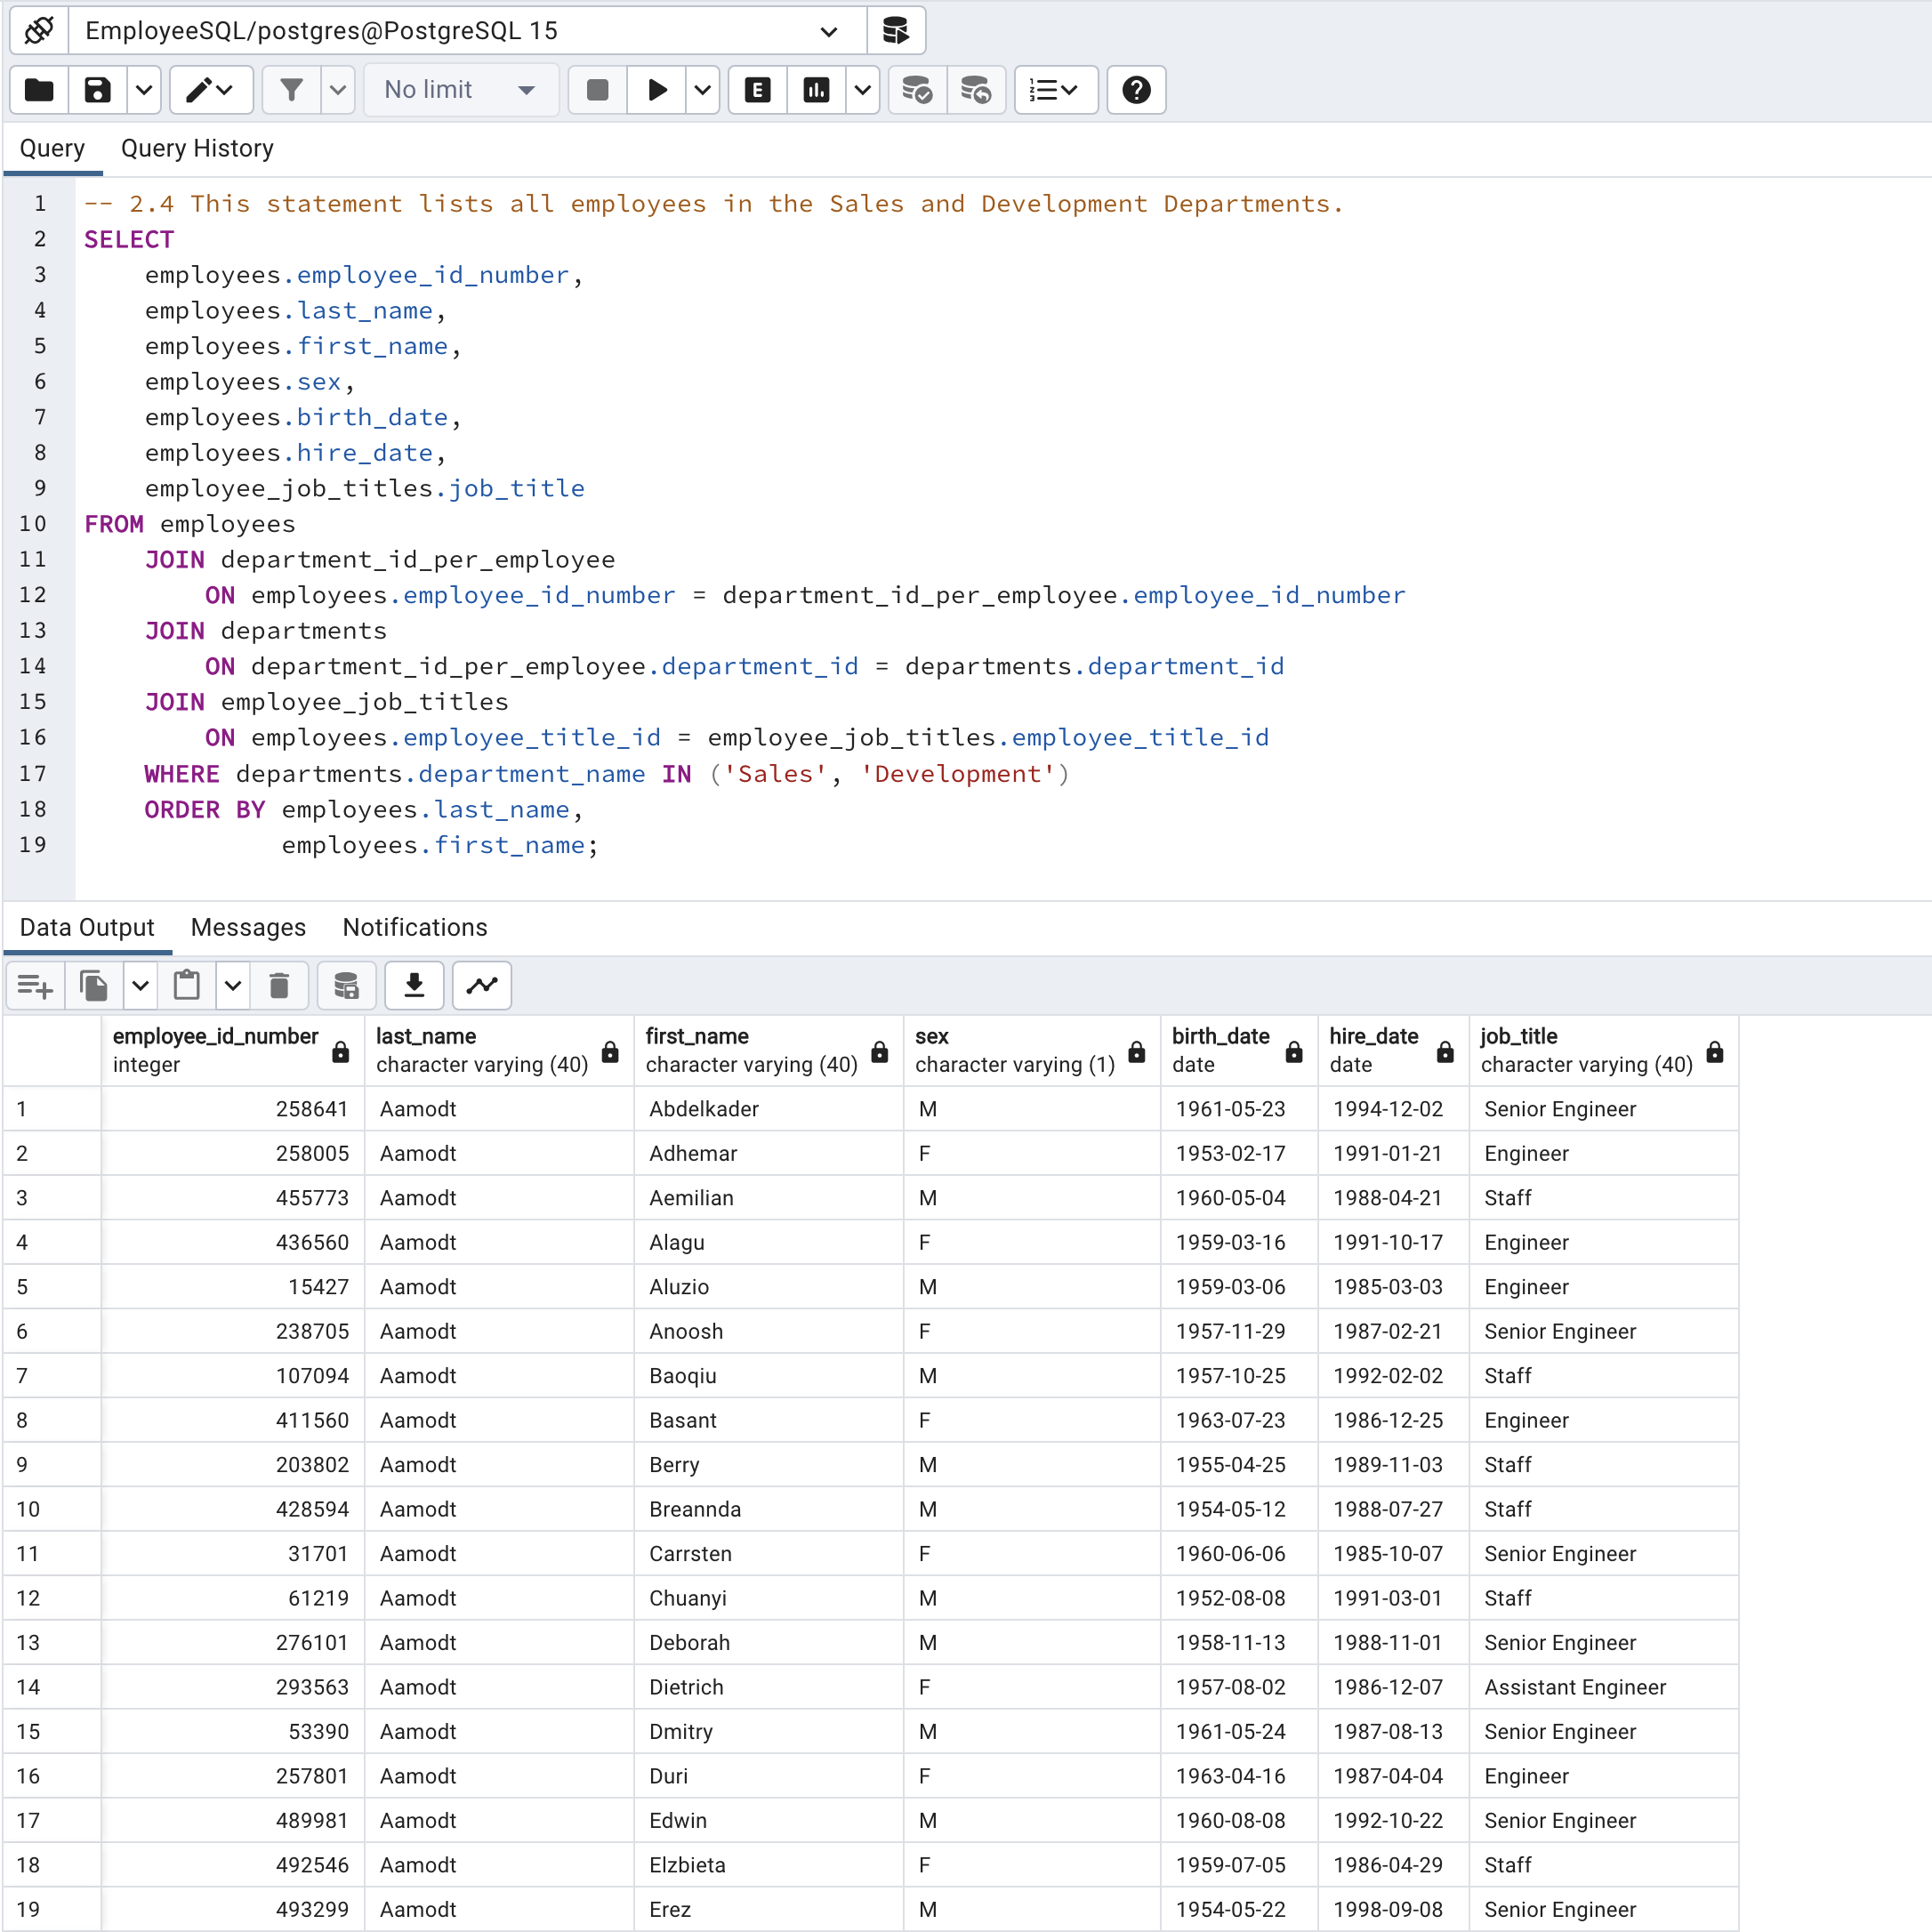 EmployeeSQL/postgres@PostgreSQL 15
No limit
E
Query Query History
1 -- 2.4 This statement lists all employees in the Sales and Development Departments.
2 SELECT
3 employees.employee_id_number,
4 employees.last_name,
5 employees.first_name,
6 employees.sex,
7 employees.birth_date,
8 employees.hire_date,
9 employee_job_titles.job_title
10 FROM employees
11 JOIN department_id_per_employee
12 ON employees.employee_id_number = department_id_per_employee.employee_id_number
13 JOIN departments
14 ON department_id_per_employee.department_id = departments.department_id
15 JOIN employee_job_titles
16 ON employees.employee_title_id = employee_job_titles.employee_title_id
17 WHERE departments.department_name IN ('Sales', 'Development')
18 ORDER BY employees.last_name,
19 employees.first_name;
Data Output Messages Notifications
employee_id_number last_name first_name sex birth_date hire_date job_title
integer character varying (40) character varying (40) character varying (1) date date character varying (40)
1 258641 Aamodt Abdelkader M 1961-05-23 1994-12-02 Senior Engineer
2 258005 Aamodt Adhemar F 1953-02-17 1991-01-21 Engineer
3 455773 Aamodt Aemilian M 1960-05-04 1988-04-21 Staff
4 436560 Aamodt Alagu F 1959-03-16 1991-10-17 Engineer
5 15427 Aamodt Aluzio M 1959-03-06 1985-03-03 Engineer
6 238705 Aamodt Anoosh F 1957-11-29 1987-02-21 Senior Engineer
7 107094 Aamodt Baoqiu M 1957-10-25 1992-02-02 Staff
8 411560 Aamodt Basant F 1963-07-23 1986-12-25 Engineer
9 203802 Aamodt Berry M 1955-04-25 1989-11-03 Staff
10 428594 Aamodt Breannda M 1954-05-12 1988-07-27 Staff
11 31701 Aamodt Carrsten F 1960-06-06 1985-10-07 Senior Engineer
12 61219 Aamodt Chuanyi M 1952-08-08 1991-03-01 Staff
13 276101 Aamodt Deborah M 1958-11-13 1988-11-01 Senior Engineer
14 293563 Aamodt Dietrich F 1957-08-02 1986-12-07 Assistant Engineer
15 53390 Aamodt Dmitry M 1961-05-24 1987-08-13 Senior Engineer
16 257801 Aamodt Duri F 1963-04-16 1987-04-04 Engineer
17 489981 Aamodt Edwin M 1960-08-08 1992-10-22 Senior Engineer
18 492546 Aamodt Elzbieta F 1959-07-05 1986-04-29 Staff
19 493299 Aamodt Erez M 1954-05-22 1998-09-08 Senior Engineer